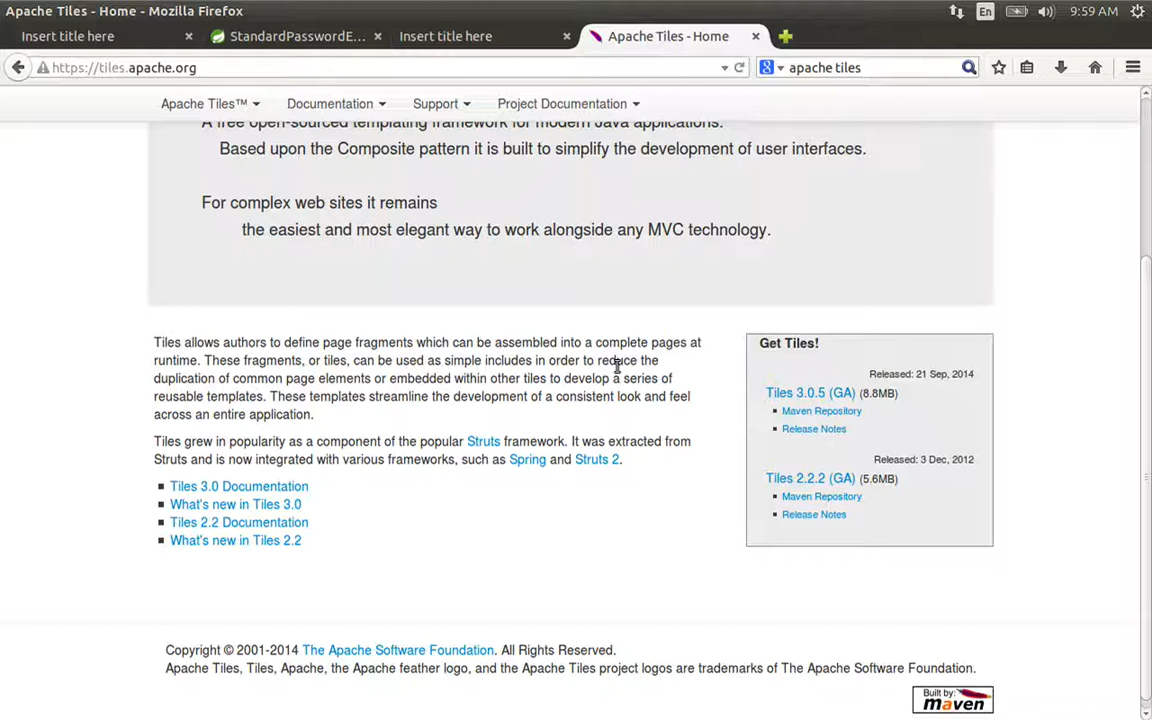 Apache Tiles - Home - Mozilla Firefox
En
9:59 AM
Insert title here
StandardPasswordE...
Insert title here
Apache Tiles - Home
https://tiles.apache.org
apache tiles
Apache Tiles™
Documentation
Support
Project Documentation
A free open-sourced templating framework for modern Java applications.
Based upon the Composite pattern it is built to simplify the development of user interfaces.
For complex web sites it remains
the easiest and most elegant way to work alongside any MVC technology.
Tiles allows authors to define page fragments which can be assembled into a complete pages at
runtime. These fragments, or tiles, can be used as simple includes in order to reduce the
duplication of common page elements or embedded within other tiles to develop a series of
reusable templates. These templates streamline the development of a consistent look and feel
across an entire application.
Tiles grew in popularity as a component of the popular Struts framework. It was extracted from
Struts and is now integrated with various frameworks, such as Spring and Struts 2.
Tiles 3.0 Documentation
What's new in Tiles 3.0
Tiles 2.2 Documentation
What's new in Tiles 2.2
Get Tiles!
Released: 21 Sep, 2014
Tiles 3.0.5 (GA) (8.8MB)
Maven Repository
Release Notes
Released: 3 Dec, 2012
Tiles 2.2.2 (GA) (5.6MB)
Maven Repository
Release Notes
Copyright © 2001-2014 The Apache Software Foundation. All Rights Reserved.
Apache Tiles, Tiles, Apache, the Apache feather logo, and the Apache Tiles project logos are trademarks of The Apache Software Foundation.
Built by:
maven